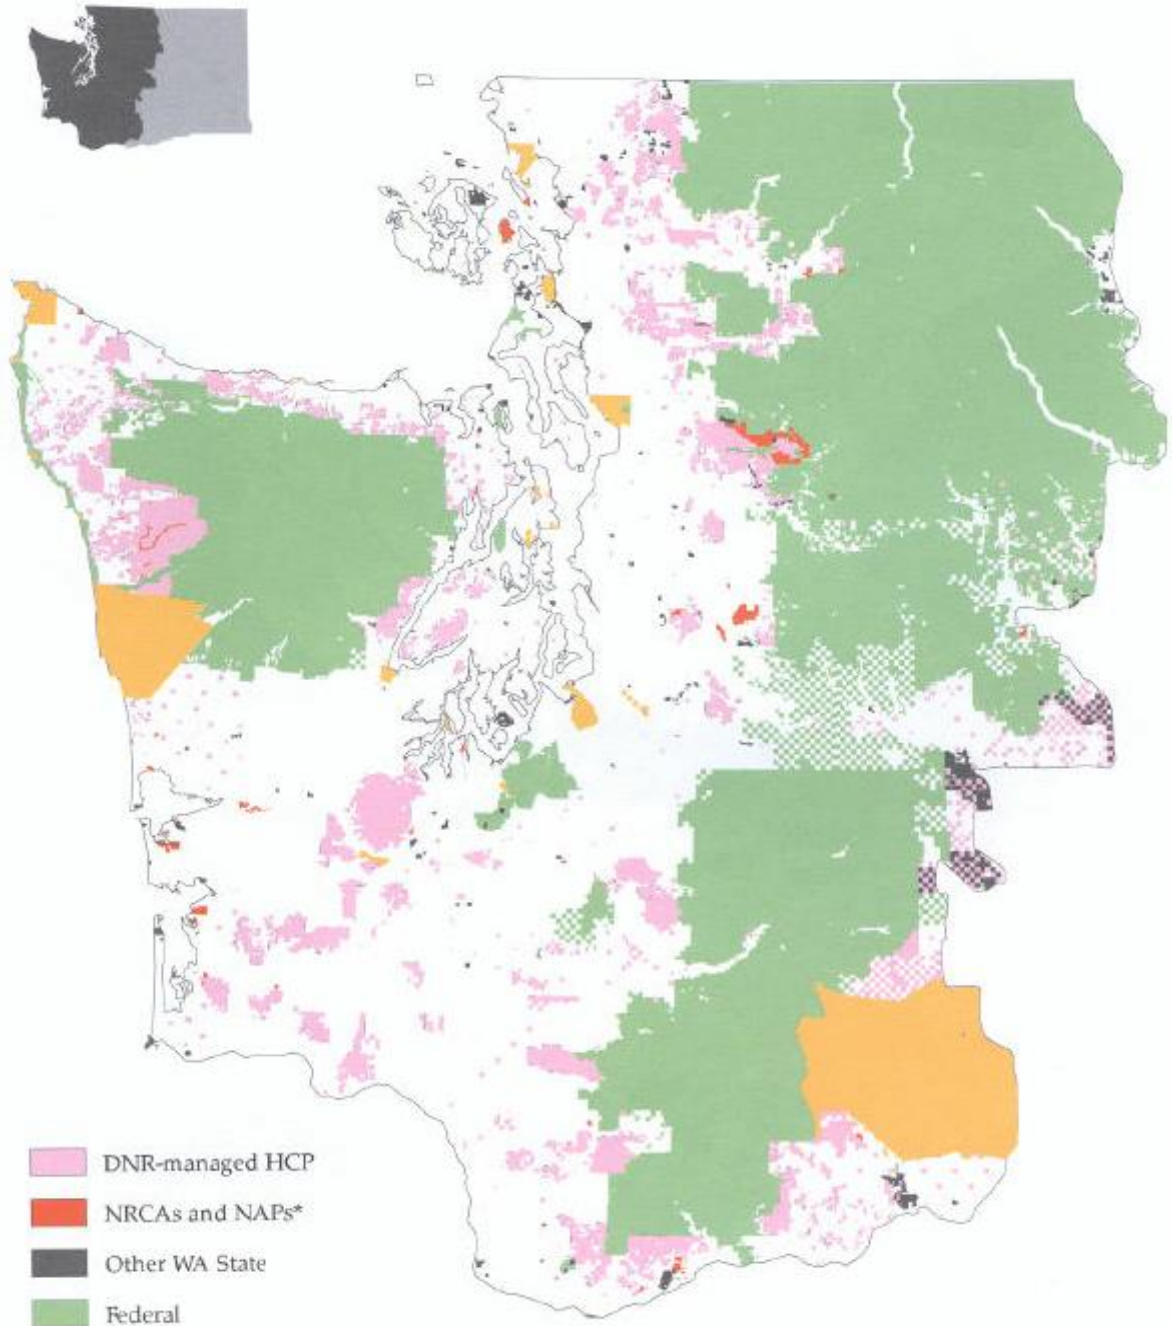 DNR-managed HCP
NRCAs and NAPs*
Other WA State
Federal